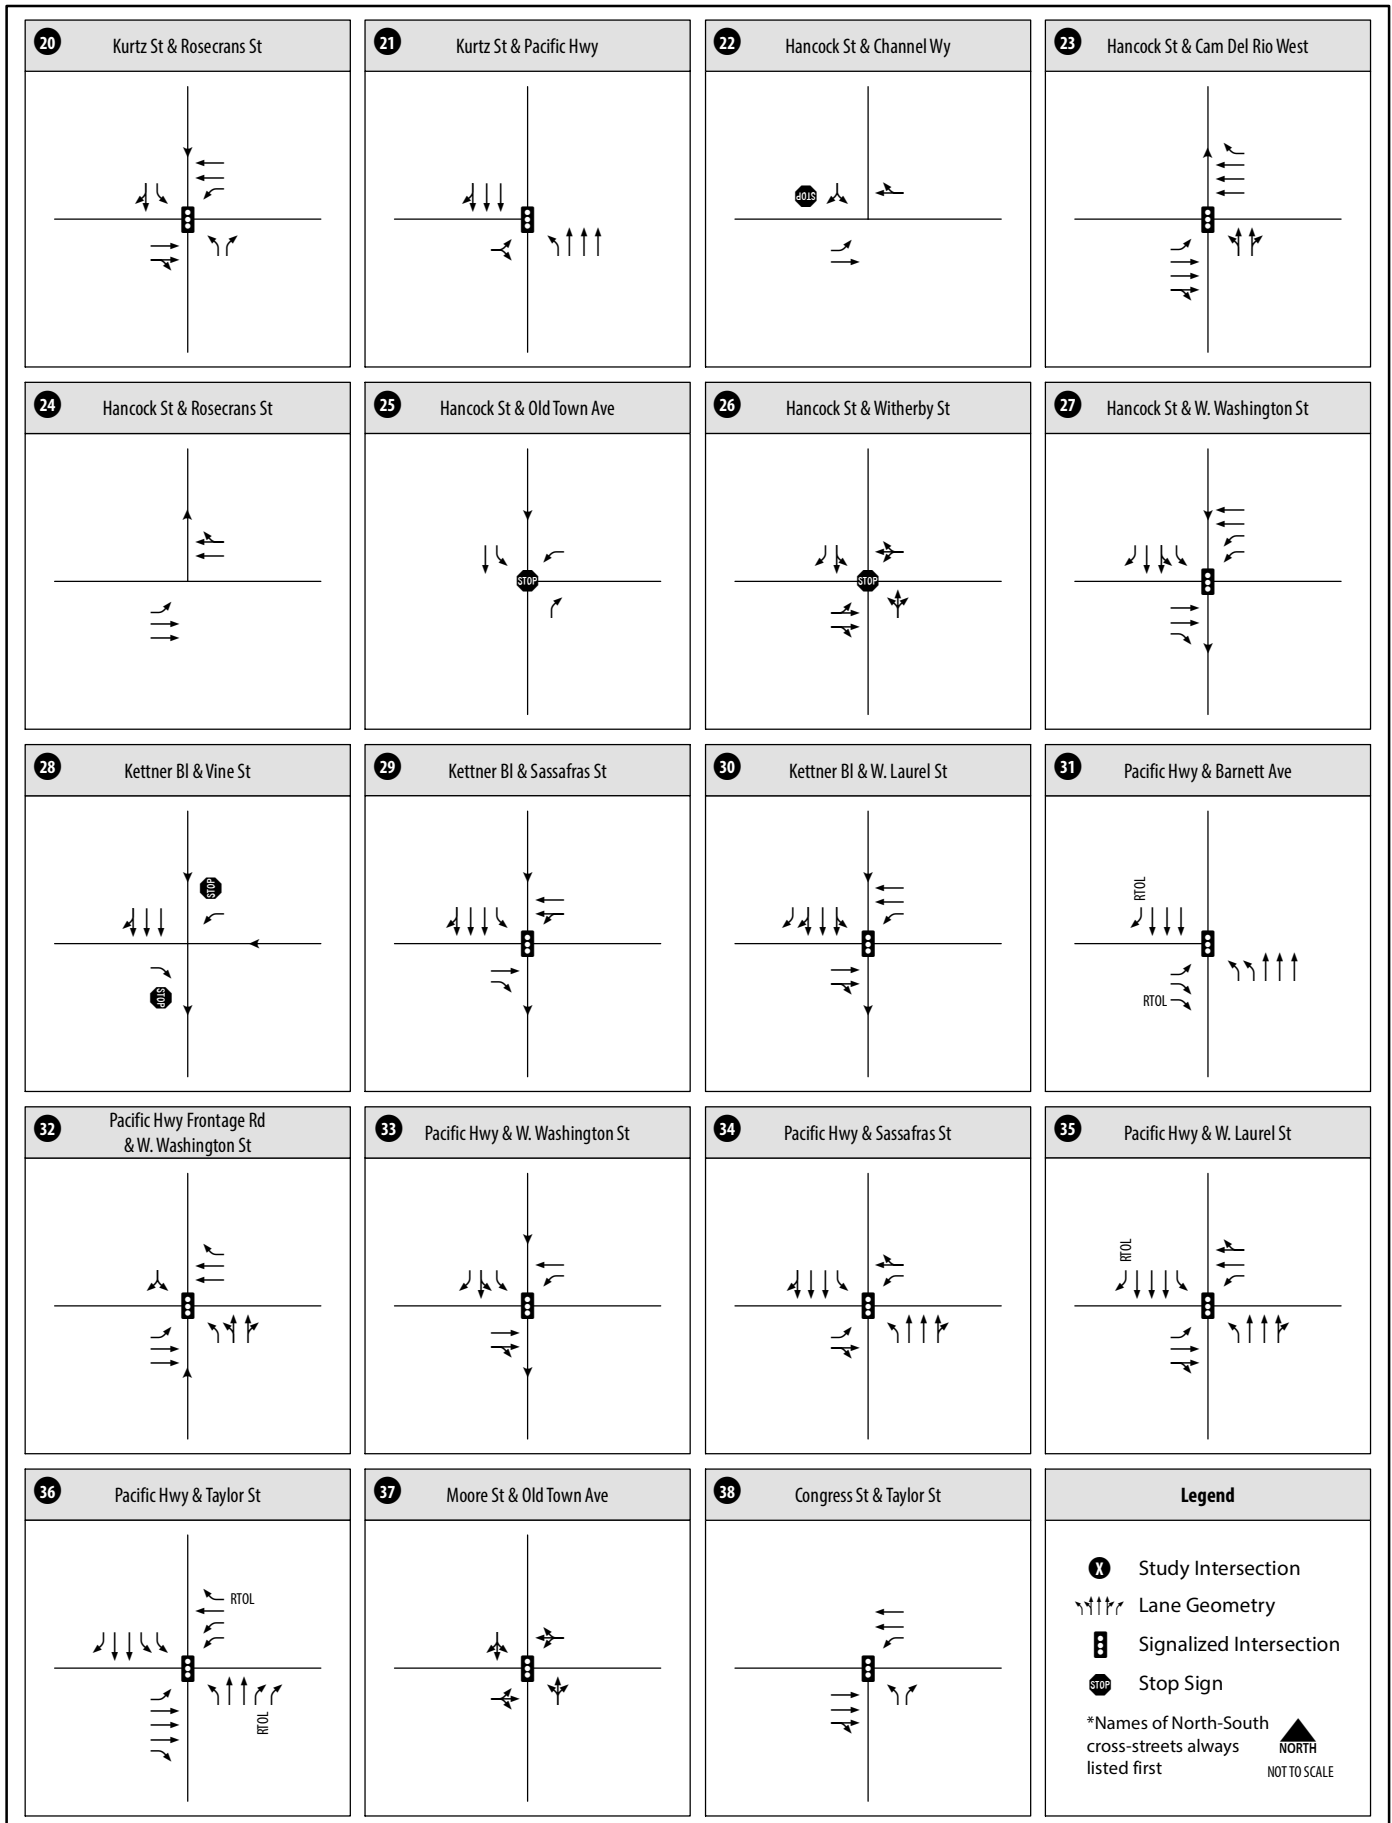 20 Kurtz St & Rosecrans St
21 Kurtz St & Pacific Hwy
22 Hancock St & Channel Wy
STOP
23 Hancock St & Cam Del Rio West
24 Hancock St & Rosecrans St
25 Hancock St & Old Town Ave
STOP
26 Hancock St & Witherby St
STOP
27 Hancock St & W. Washington St
28 Kettner Bl & Vine St
STOP
STOP
29 Kettner Bl & Sassafras St
30 Kettner Bl & W. Laurel St
31 Pacific Hwy & Barnett Ave
RTOL
RTOL
32 Pacific Hwy Frontage Rd
& W. Washington St
33 Pacific Hwy & W. Washington St
34 Pacific Hwy & Sassafras St
35 Pacific Hwy & W. Laurel St
RTOL
36 Pacific Hwy & Taylor St
RTOL
RTOL
37 Moore St & Old Town Ave
38 Congress St & Taylor St
Legend
X Study Intersection
Lane Geometry
Signalized Intersection
STOP Stop Sign
*Names of North-South
cross-streets always
listed first
NORTH
NOT TO SCALE